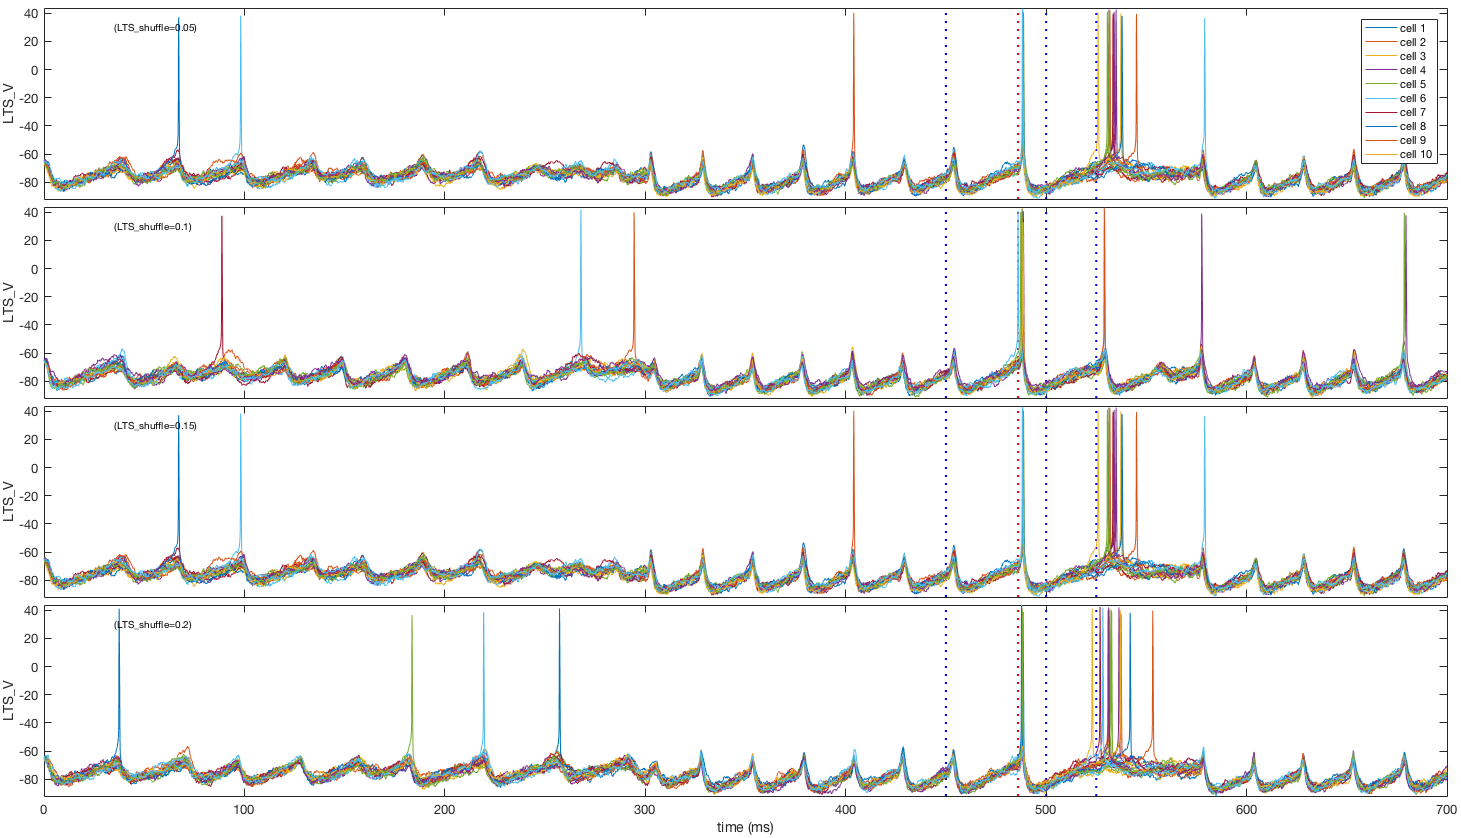 40
20
0
-20
-40
-60
-80
LTS_V
(LTS_shuffle=0.05)
cell 1
cell 2
cell 3
cell 4
cell 5
cell 6
cell 7
cell 8
cell 9
cell 10
40
20
0
-20
-40
-60
-80
LTS_V
(LTS_shuffle=0.1)
40
20
0
-20
-40
-60
-80
LTS_V
(LTS_shuffle=0.15)
40
20
0
-20
-40
-60
-80
LTS_V
(LTS_shuffle=0.2)
0 100 200 300 400 500 600 700
time (ms)